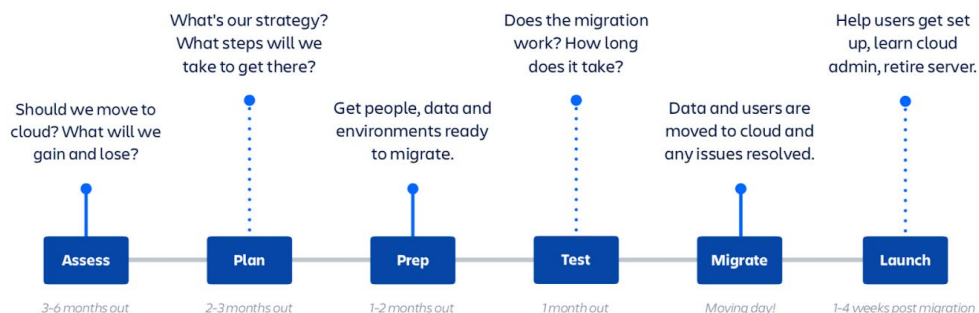 What's our strategy?
What steps will we
take to get there?
Does the migration
work? How long
does it take?
Help users get set
up, learn cloud
admin, retire server.
Should we move to
cloud? What will we
gain and lose?
Get people, data and
environments ready
to migrate.
Data and users are
moved to cloud and
any issues resolved.
Assess
Plan
Prep
Test
Migrate
Launch
3-6 months out
2-3 months out
1-2 months out
1 month out
Moving day!
1-4 weeks post migration